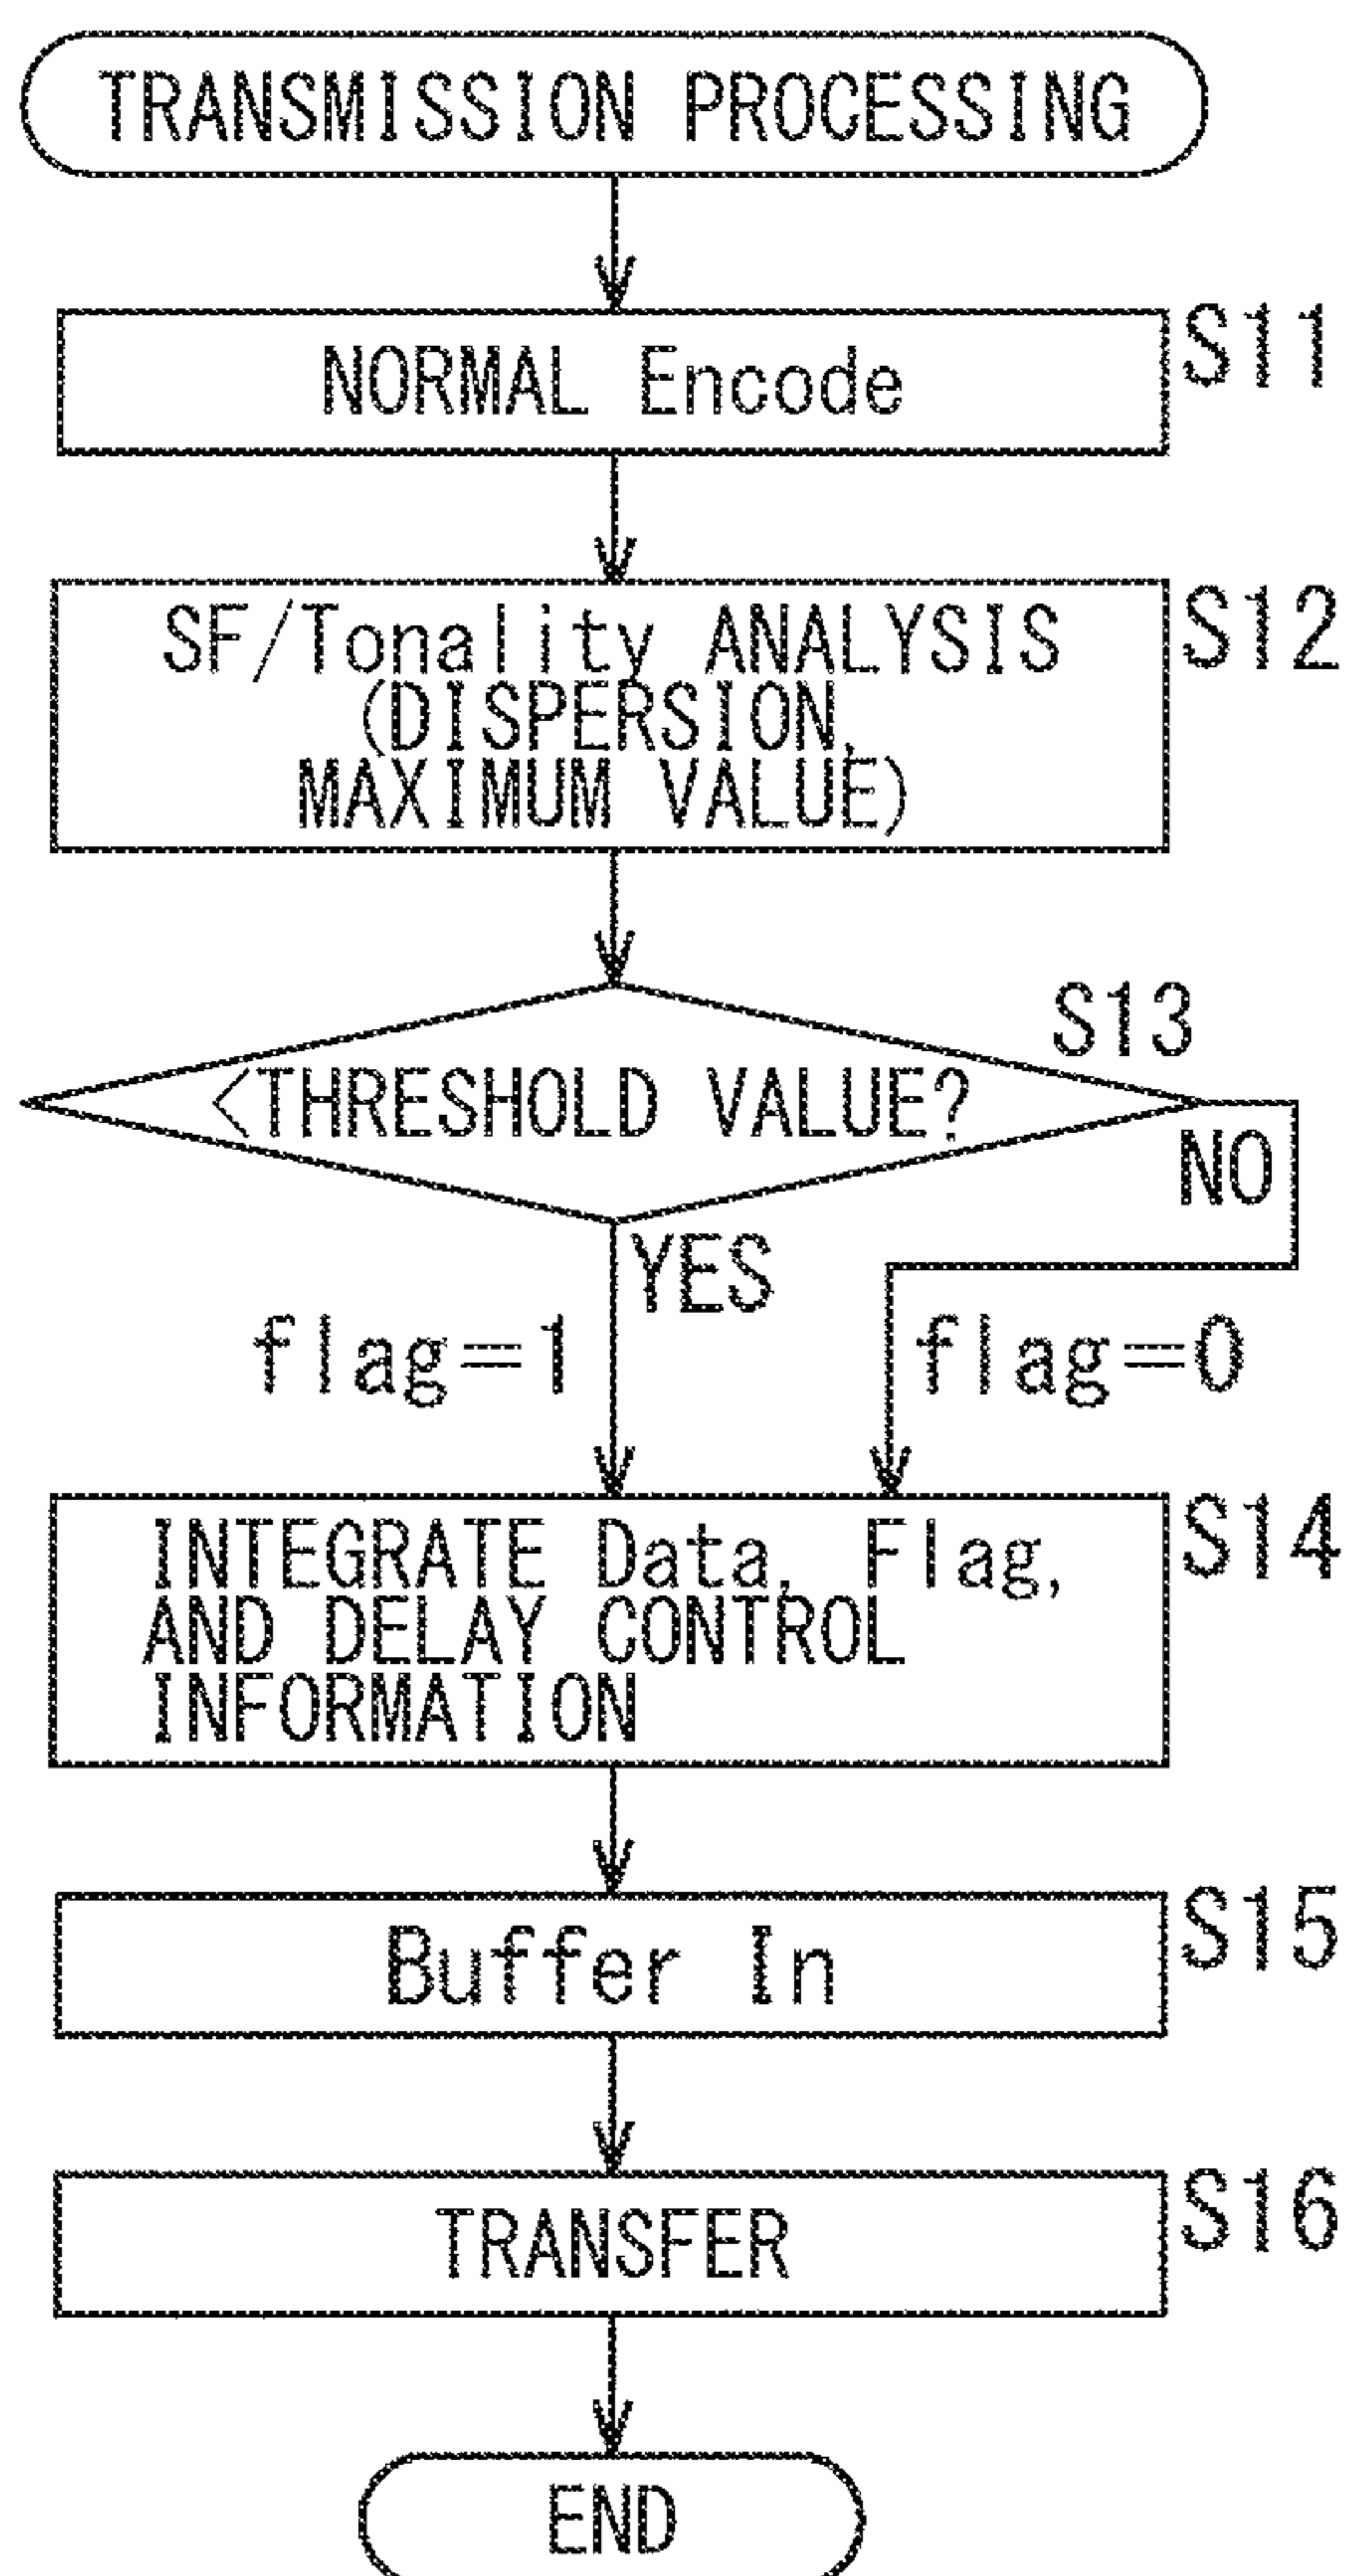 TRANSMISSION PROCESSING
NORMAL Encode
S11
SF/Tonality ANALYSIS
(DISPERSION,
MAXIMUM VALUE)
S12
S13
<THRESHOLD VALUE?
NO
YES
flag=1
flag=0
INTEGRATE Data, Flag,
AND DELAY CONTROL
INFORMATION
S14
Buffer In
S15
TRANSFER
S16
END